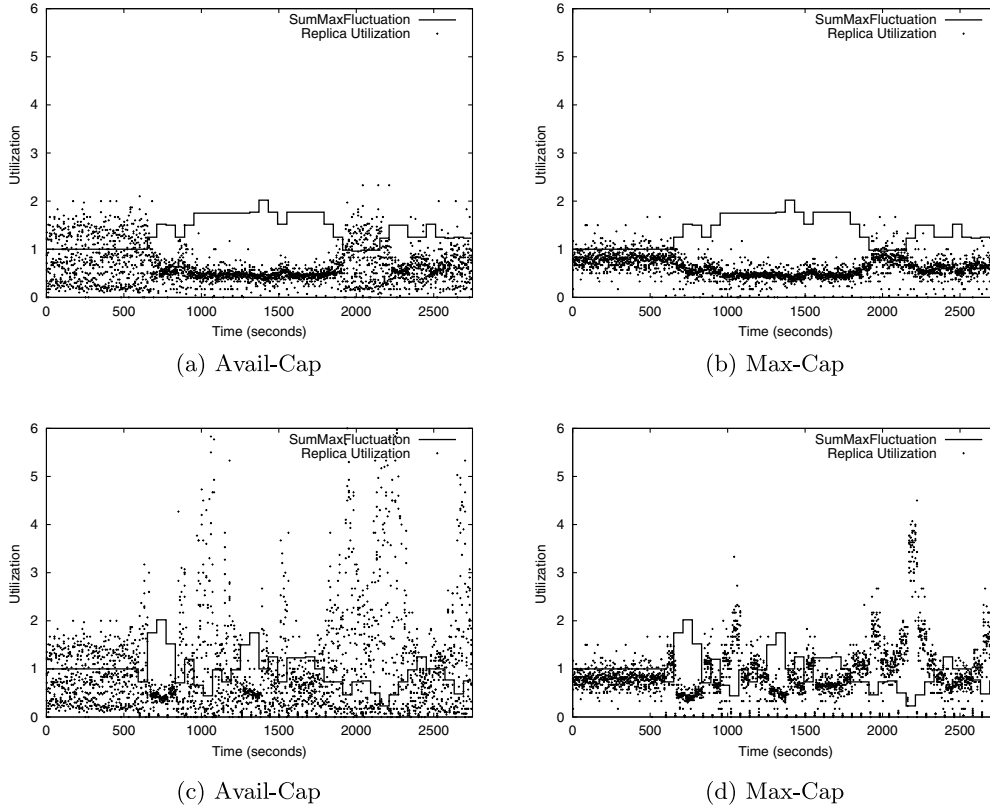 6
5
4
3
2
1
0
Utilization
0 500 1000 1500 2000 2500
Time (seconds)
SumMaxFluctuation
Replica Utilization
(a) Avail-Cap
6
5
4
3
2
1
0
Utilization
0 500 1000 1500 2000 2500
Time (seconds)
SumMaxFluctuation
Replica Utilization
(b) Max-Cap
6
5
4
3
2
1
0
Utilization
0 500 1000 1500 2000 2500
Time (seconds)
SumMaxFluctuation
Replica Utilization
(c) Avail-Cap
6
5
4
3
2
1
0
Utilization
0 500 1000 1500 2000 2500
Time (seconds)
SumMaxFluctuation
Replica Utilization
(d) Max-Cap